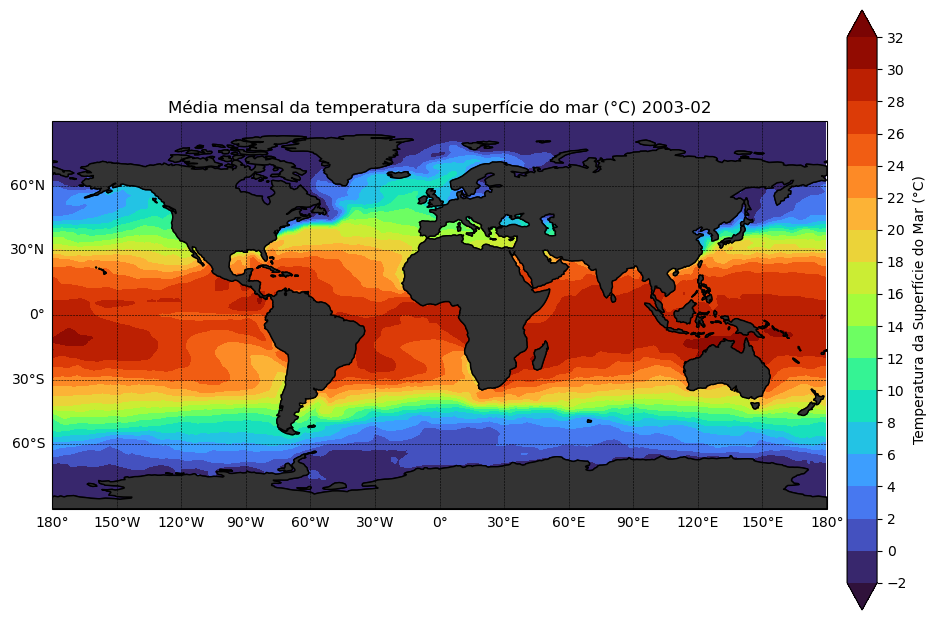 Média mensal da temperatura da superfície do mar (°C) 2003-02
60°N
30°N
0°
30°S
60°S
180° 150°W 120°W 90°W 60°W 30°W 0° 30°E 60°E 90°E 120°E 150°E 180°
32
30
28
26
24
22
20
18
16
14
12
10
8
6
4
2
0
−2
Temperatura da Superfície do Mar (°C)